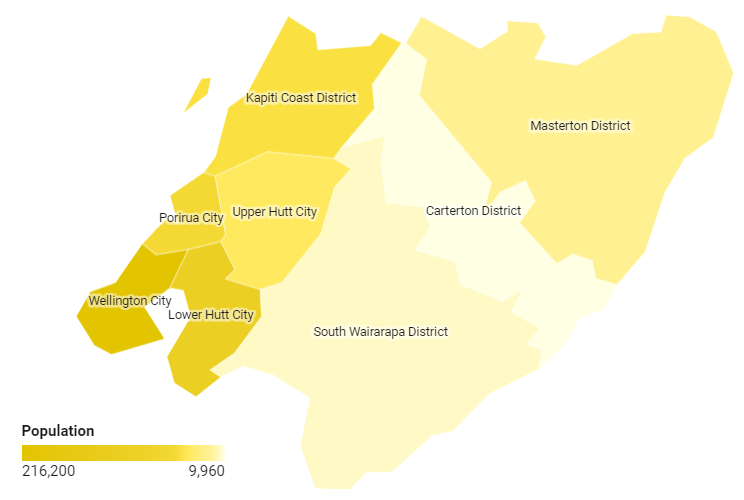 Kapiti Coast District
Masterton District
Porirua City
Upper Hutt City
Carterton District
Wellington City
Lower Hutt City
South Wairarapa District
Population
216,200
9,960